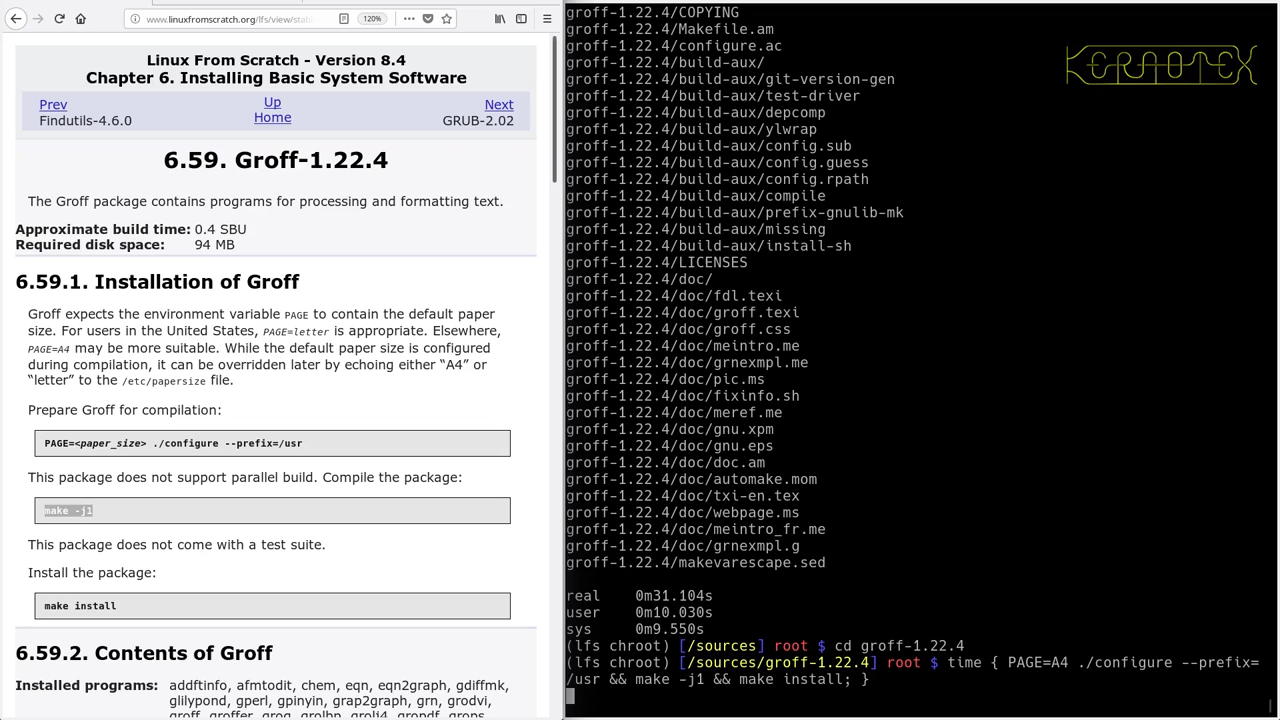 www.linuxfromscratch.org/lfs/view/stab
120%
Linux From Scratch - Version 8.4
Chapter 6. Installing Basic System Software
Prev
Up
Next
Findutils-4.6.0
Home
GRUB-2.02
6.59. Groff-1.22.4
The Groff package contains programs for processing and formatting text.
Approximate build time: 0.4 SBU
Required disk space: 94 MB
6.59.1. Installation of Groff
Groff expects the environment variable PAGE to contain the default paper
size. For users in the United States, PAGE=letter is appropriate. Elsewhere,
PAGE=A4 may be more suitable. While the default paper size is configured
during compilation, it can be overridden later by echoing either “A4” or
“letter” to the /etc/papersize file.
Prepare Groff for compilation:
PAGE=<paper_size> ./configure --prefix=/usr
This package does not support parallel build. Compile the package:
make -j1
This package does not come with a test suite.
Install the package:
make install
6.59.2. Contents of Groff
Installed programs: addftinfo, afmtodit, chem, eqn, eqn2graph, gdiffmk,
glilypond, gperl, gpinyin, grap2graph, grn, grodvi,
groff, groffer, grog, grolbp, grolj4, gropdf, grops,
groff-1.22.4/COPYING
groff-1.22.4/Makefile.am
groff-1.22.4/configure.ac
groff-1.22.4/build-aux/
groff-1.22.4/build-aux/git-version-gen
groff-1.22.4/build-aux/test-driver
groff-1.22.4/build-aux/depcomp
groff-1.22.4/build-aux/ylwrap
groff-1.22.4/build-aux/config.sub
groff-1.22.4/build-aux/config.guess
groff-1.22.4/build-aux/config.rpath
groff-1.22.4/build-aux/compile
groff-1.22.4/build-aux/prefix-gnulib-mk
groff-1.22.4/build-aux/missing
groff-1.22.4/build-aux/install-sh
groff-1.22.4/LICENSES
groff-1.22.4/doc/
groff-1.22.4/doc/fdl.texi
groff-1.22.4/doc/groff.texi
groff-1.22.4/doc/groff.css
groff-1.22.4/doc/meintro.me
groff-1.22.4/doc/grnexmpl.me
groff-1.22.4/doc/pic.ms
groff-1.22.4/doc/fixinfo.sh
groff-1.22.4/doc/meref.me
groff-1.22.4/doc/gnu.xpm
groff-1.22.4/doc/gnu.eps
groff-1.22.4/doc/doc.am
groff-1.22.4/doc/automake.mom
groff-1.22.4/doc/txi-en.tex
groff-1.22.4/doc/webpage.ms
groff-1.22.4/doc/meintro_fr.me
groff-1.22.4/doc/grnexmpl.g
groff-1.22.4/makevarescape.sed
real 0m31.104s
user 0m10.030s
sys 0m9.550s
(lfs chroot) [/sources] root $ cd groff-1.22.4
(lfs chroot) [/sources/groff-1.22.4] root $ time { PAGE=A4 ./configure --prefix=
/usr && make -j1 && make install; }